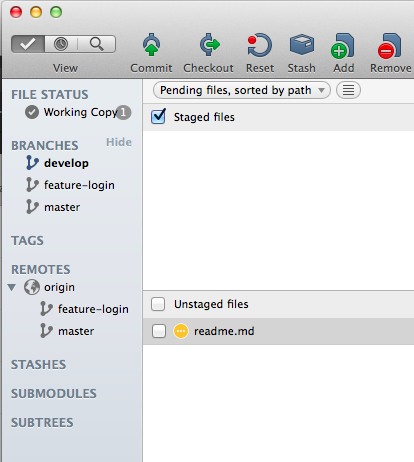 View
Commit
Checkout
Reset
Stash
Add
Remove
FILE STATUS
Working Copy 1
BRANCHES Hide
develop
feature-login
master
TAGS
REMOTES
origin
feature-login
master
STASHES
SUBMODULES
SUBTREES
Pending files, sorted by path
Staged files
Unstaged files
readme.md